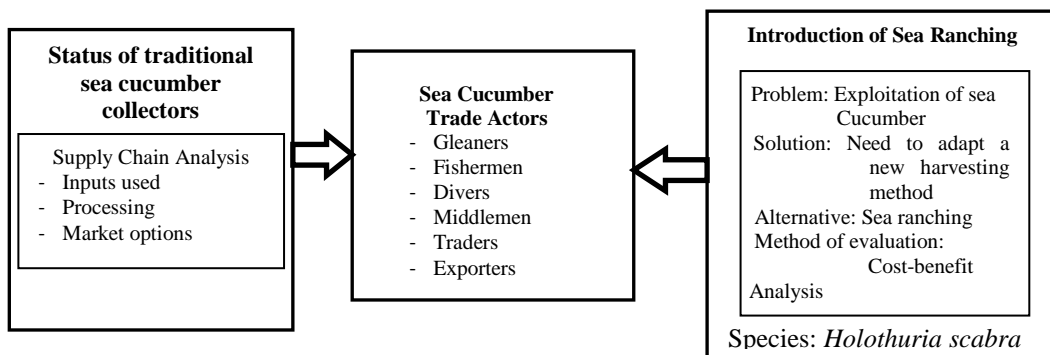 Status of traditional
sea cucumber
collectors
Supply Chain Analysis
- Inputs used
- Processing
- Market options
Sea Cucumber
Trade Actors
- Gleaners
- Fishermen
- Divers
- Middlemen
- Traders
- Exporters
Introduction of Sea Ranching
Problem: Exploitation of sea
Cucumber
Solution: Need to adapt a
new harvesting
method
Alternative: Sea ranching
Method of evaluation:
Cost-benefit
Analysis
Species: Holothuria scabra